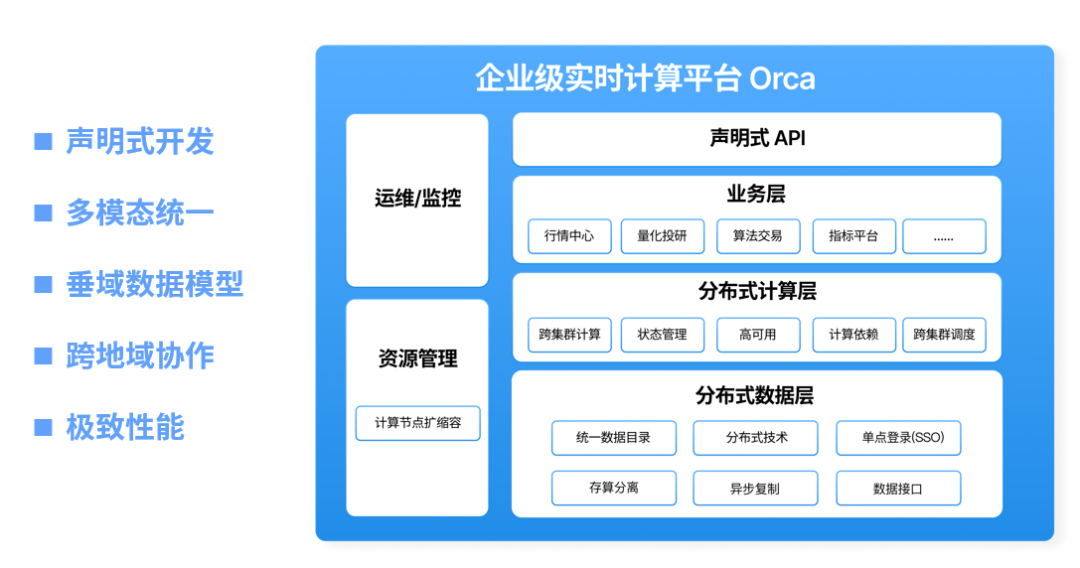 声明式开发
多模态统一
垂域数据模型
跨地域协作
极致性能
企业级实时计算平台 Orca
运维/监控
资源管理
计算节点扩缩容
声明式 API
业务层
行情中心
量化投研
算法交易
指标平台
......
分布式计算层
跨集群计算
状态管理
高可用
计算依赖
跨集群调度
分布式数据层
统一数据目录
分布式技术
单点登录(SSO)
存算分离
异步复制
数据接口